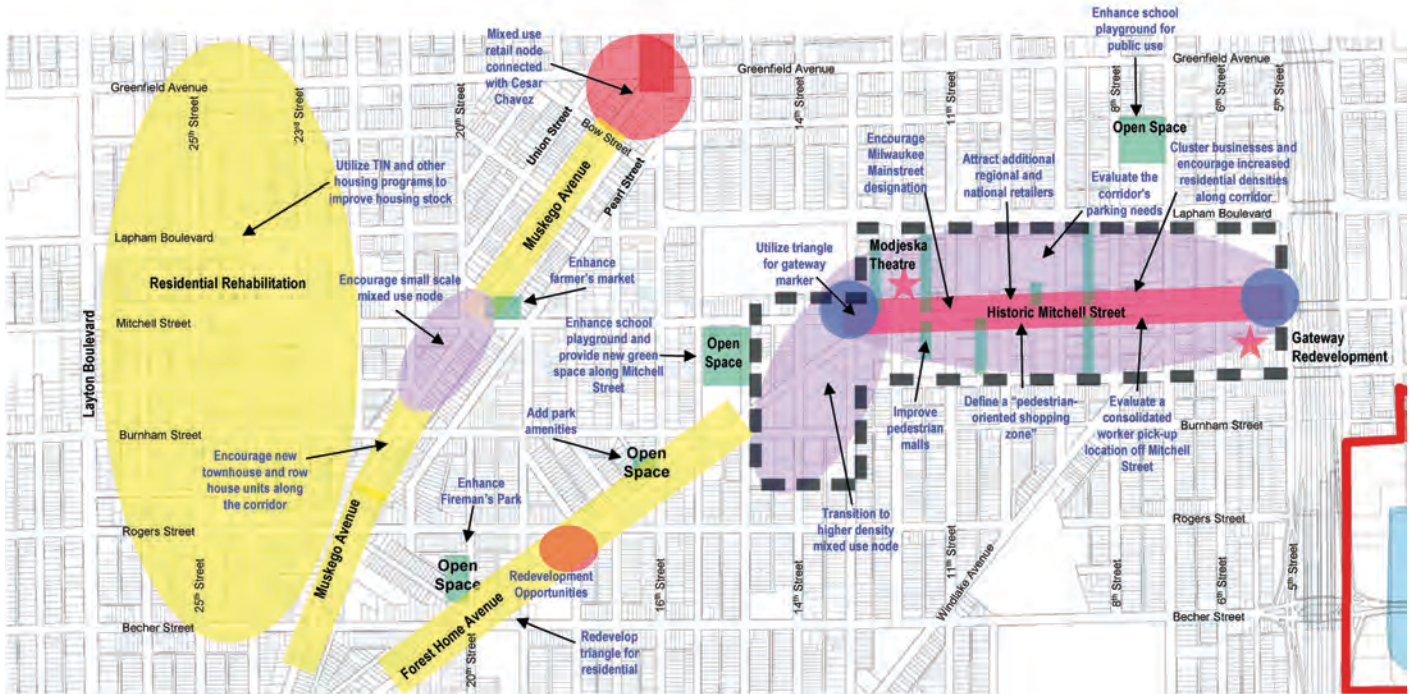 Enhance school
playground for
public use
Mixed use
retail node
connected
with Cesar
Chavez
Greenfield Avenue
Greenfield Avenue
Greenfield Avenue
25th Street
23rd Street
20th Street
Union Street
Bow Street
Pearl Street
Muskego Avenue
14th Street
11th Street
8th Street
6th Street
5th Street
Open Space
Encourage
Milwaukee
Mainstreet
designation
Attract additional
regional and
national retailers
Evaluate the
corridor's
parking needs
Cluster businesses and
encourage increased
residential densities
along corridor
Utilize TIN and other
housing programs to
improve housing stock
Lapham Boulevard
Lapham Boulevard
Residential Rehabilitation
Layton Boulevard
Encourage small scale
mixed use node
Enhance
farmer's market
Utilize triangle
for gateway
marker
Modjeska
Theatre
Historic Mitchell Street
Mitchell Street
Enhance school
playground and
provide new green
space along Mitchell
Street
Open
Space
Gateway
Redevelopment
Improve
pedestrian
malls
Define a “pedestrian-
oriented shopping
zone”
Evaluate a
consolidated
worker pick-up
location off Mitchell
Street
Burnham Street
Burnham Street
Add park
amenities
Open
Space
Encourage new
townhouse and row
house units along
the corridor
Enhance
Fireman's Park
Transition to
higher density
mixed use node
Rogers Street
Rogers Street
Muskego Avenue
Open
Space
Redevelopment
Opportunities
25th Street
16th Street
14th Street
11th Street
Windlake Avenue
8th Street
6th Street
5th Street
Becher Street
Becher Street
20th Street
Forest Home Avenue
Redevelop
triangle for
residential